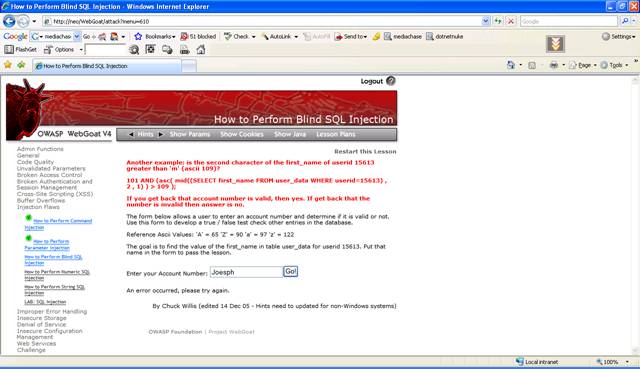 How to Perform Blind SQL Injection - Windows Internet Explorer
http://neo/WebGoat/attack?menu=610
Google
Google
mediachase
Go
Bookmarks
51 blocked
Check
AutoLink
AutoFill
Send to
mediachase
dotnetnuke
Settings
FlashGet
Options
How to Perform Blind SQL Injection
Page
Tools
Logout
How to Perform Blind SQL Injection
OWASP WebGoat V4
Hints
Show Params
Show Cookies
Show Java
Lesson Plans
Restart this Lesson
Admin Functions
General
Code Quality
Unvalidated Parameters
Broken Access Control
Broken Authentication and
Session Management
Cross-Site Scripting (XSS)
Buffer Overflows
Injection Flaws
How to Perform Command
Injection
How to Perform
Parameter Injection
How to Perform Blind SQL
Injection
How to Perform Numeric SQL
Injection
How to Perform String SQL
Injection
LAB: SQL Injection
Improper Error Handling
Insecure Storage
Denial of Service
Insecure Configuration
Management
Web Services
Challenge
Another example: is the second character of the first_name of userid 15613
greater than 'm' (ascii 109)?
101 AND (asc( mid((SELECT first_name FROM user_data WHERE userid=15613) ,
2 , 1) ) > 109 );
If you get back that account number is valid, then yes. If get back that the
number is invalid then answer is no.
The form below allows a user to enter an account number and determine if it is valid or not.
Use this form to develop a true / false test check other entries in the database.
Reference Ascii Values: 'A' = 65 'Z' = 90 'a' = 97 'z' = 122
The goal is to find the value of the first_name in table user_data for userid 15613. Put that
name in the form to pass the lesson.
Enter your Account Number: Joesph Go!
An error occurred, please try again.
By Chuck Willis (edited 14 Dec 05 - Hints need to updated for non-Windows systems)
OWASP Foundation | Project WebGoat
Local intranet
100%